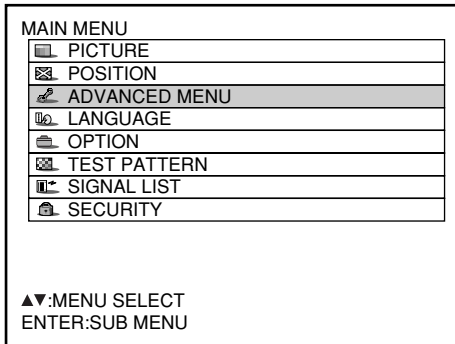 MAIN MENU
PICTURE
POSITION
ADVANCED MENU
LANGUAGE
OPTION
TEST PATTERN
SIGNAL LIST
SECURITY
▲▼:MENU SELECT
ENTER:SUB MENU